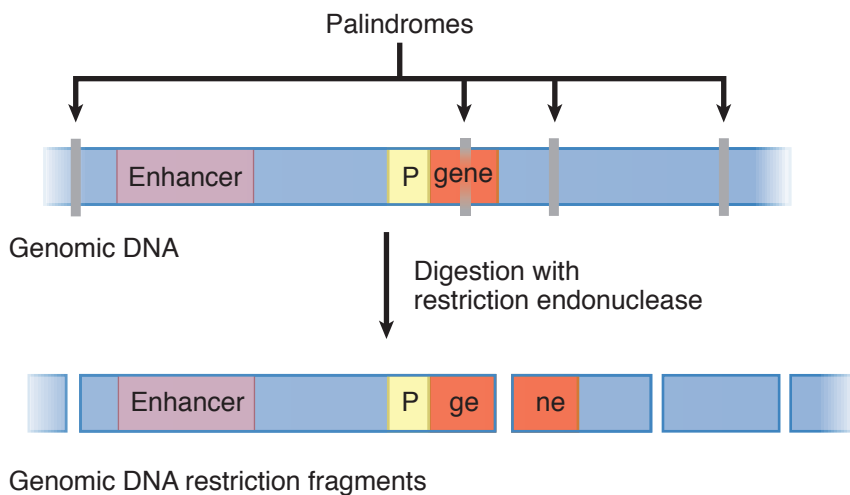 Palindromes
Enhancer P gene
Genomic DNA
Digestion with
restriction endonuclease
Enhancer P ge ne
Genomic DNA restriction fragments